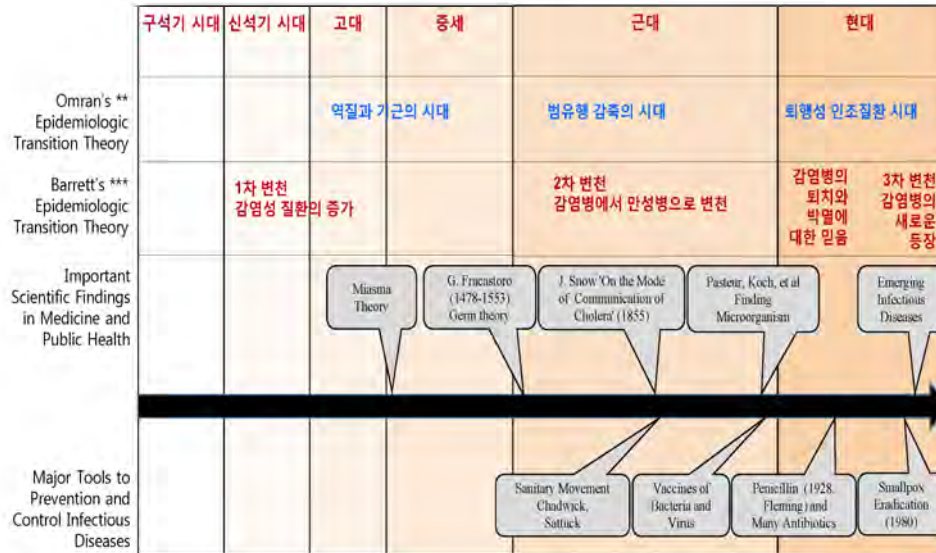 구석기 시대
신석기 시대
고대
중세
근대
현대
Omran's **
Epidemiologic
Transition Theory
역질과 기근의 시대
범유행 감축의 시대
퇴행성 인조질환 시대
Barrett's ***
Epidemiologic
Transition Theory
1차 변천
감염성 질환의 증가
2차 변천
감염병에서 만성병으로 변천
감염병의
퇴치와
박멸에
대한 믿음
3차 변천
감염병의
새로운
등장
Important
Scientific Findings
in Medicine and
Public Health
Miasma
Theory
G. Fracastoro
(1478-1553)
Germ theory
J. Snow 'On the Mode
of Communication of
Cholera' (1855)
Pasteur, Koch, et al
Finding
Microorganism
Emerging
Infectious
Diseases
Major Tools to
Prevention and
Control Infectious
Diseases
Sanitary Movement
Chadwick,
Sattuck
Vaccines of
Bacteria and
Virus
Penicillin (1928.
Fleming) and
Many Antibiotics
Smallpox
Eradication
(1980)